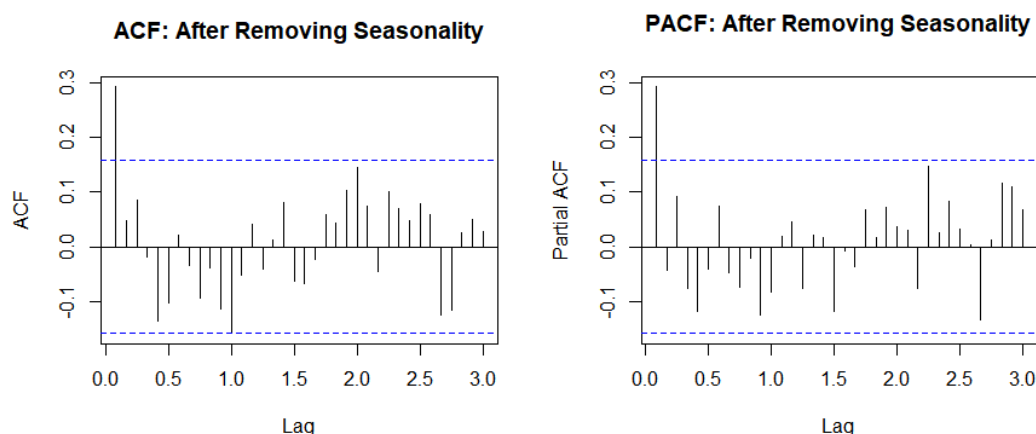 ACF: After Removing Seasonality
ACF
0.3
0.2
0.1
0.0
-0.1
0.0 0.5 1.0 1.5 2.0 2.5 3.0
Lag
PACF: After Removing Seasonality
Partial ACF
0.3
0.2
0.1
0.0
-0.1
0.0 0.5 1.0 1.5 2.0 2.5 3.0
Lag